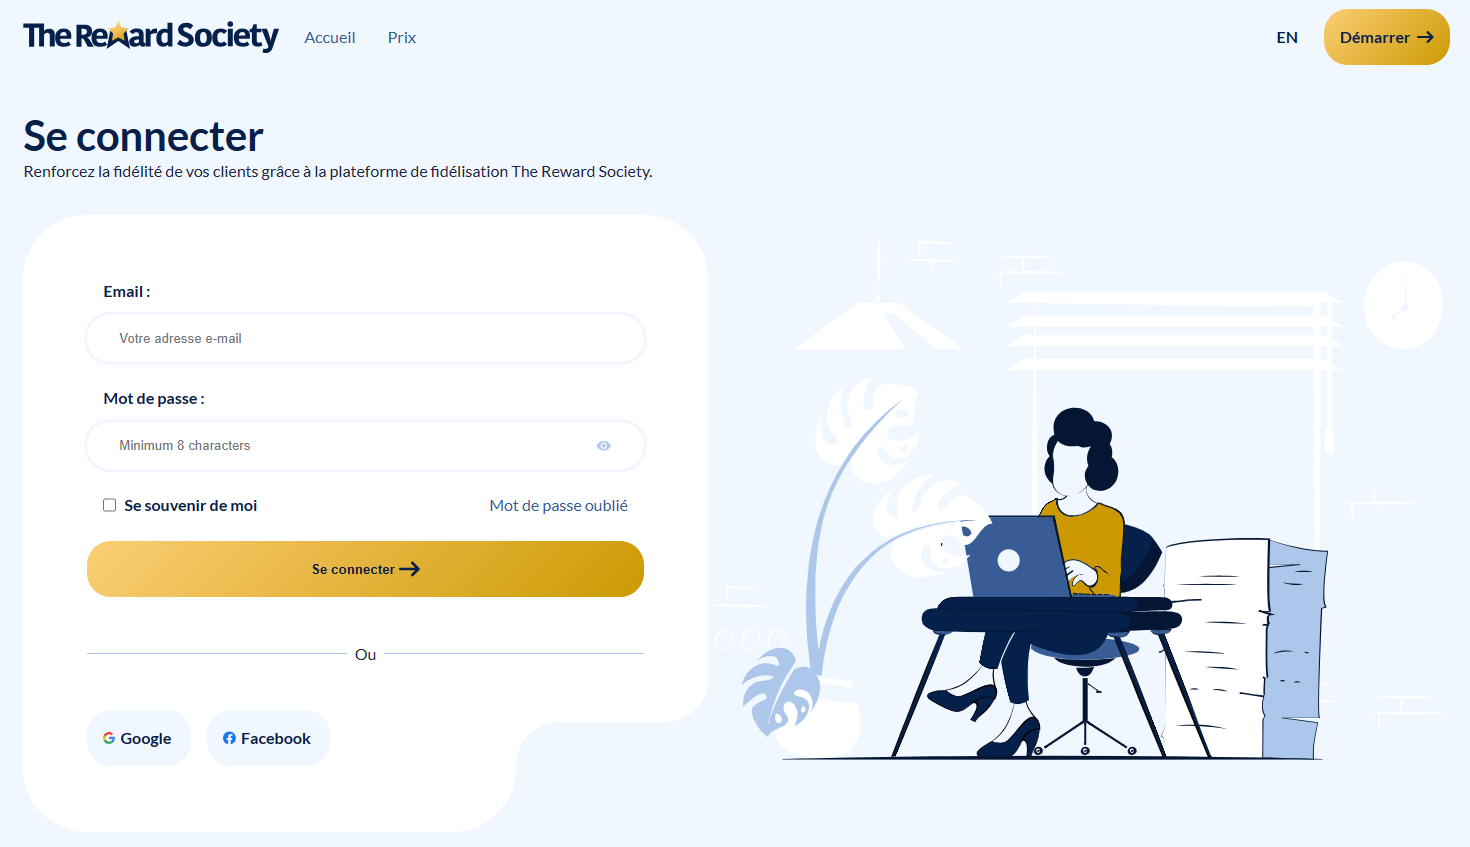 The Reward Society Accueil Prix EN Démarrer
Se connecter
Renforcez la fidélité de vos clients grâce à la plateforme de fidélisation The Reward Society.
Email :
Votre adresse e-mail
Mot de passe :
Minimum 8 characters
Se souvenir de moi Mot de passe oublié
Se connecter
Ou
Google Facebook